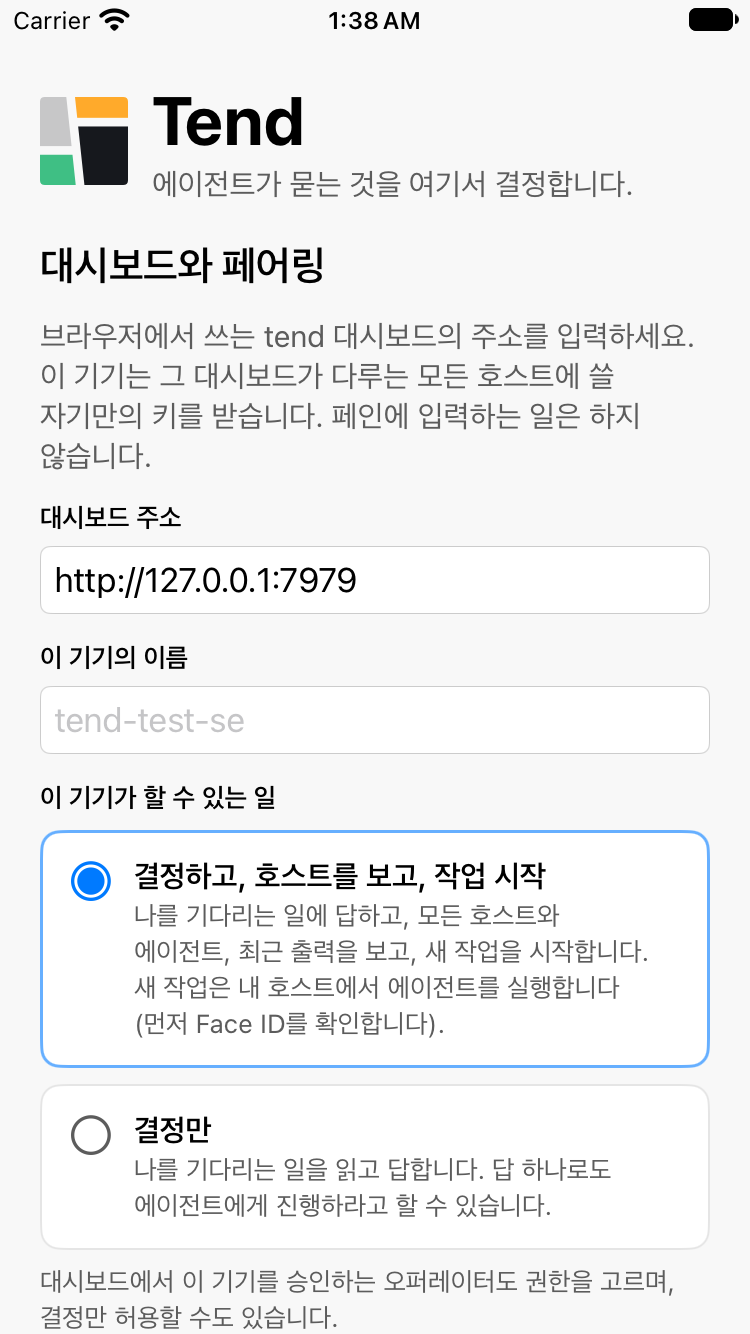 Carrier 1:38 AM
Tend
에이전트가 묻는 것을 여기서 결정합니다.
대시보드와 페어링
브라우저에서 쓰는 tend 대시보드의 주소를 입력하세요.
이 기기는 그 대시보드가 다루는 모든 호스트에 쓸
자기만의 키를 받습니다. 페인에 입력하는 일은 하지
않습니다.
대시보드 주소
http://127.0.0.1:7979
이 기기의 이름
tend-test-se
이 기기가 할 수 있는 일
결정하고, 호스트를 보고, 작업 시작
나를 기다리는 일에 답하고, 모든 호스트와
에이전트, 최근 출력을 보고, 새 작업을 시작합니다.
새 작업은 내 호스트에서 에이전트를 실행합니다
(먼저 Face ID를 확인합니다).
결정만
나를 기다리는 일을 읽고 답합니다. 답 하나로도
에이전트에게 진행하라고 할 수 있습니다.
대시보드에서 이 기기를 승인하는 오퍼레이터도 권한을 고르며,
결정만 허용할 수도 있습니다.